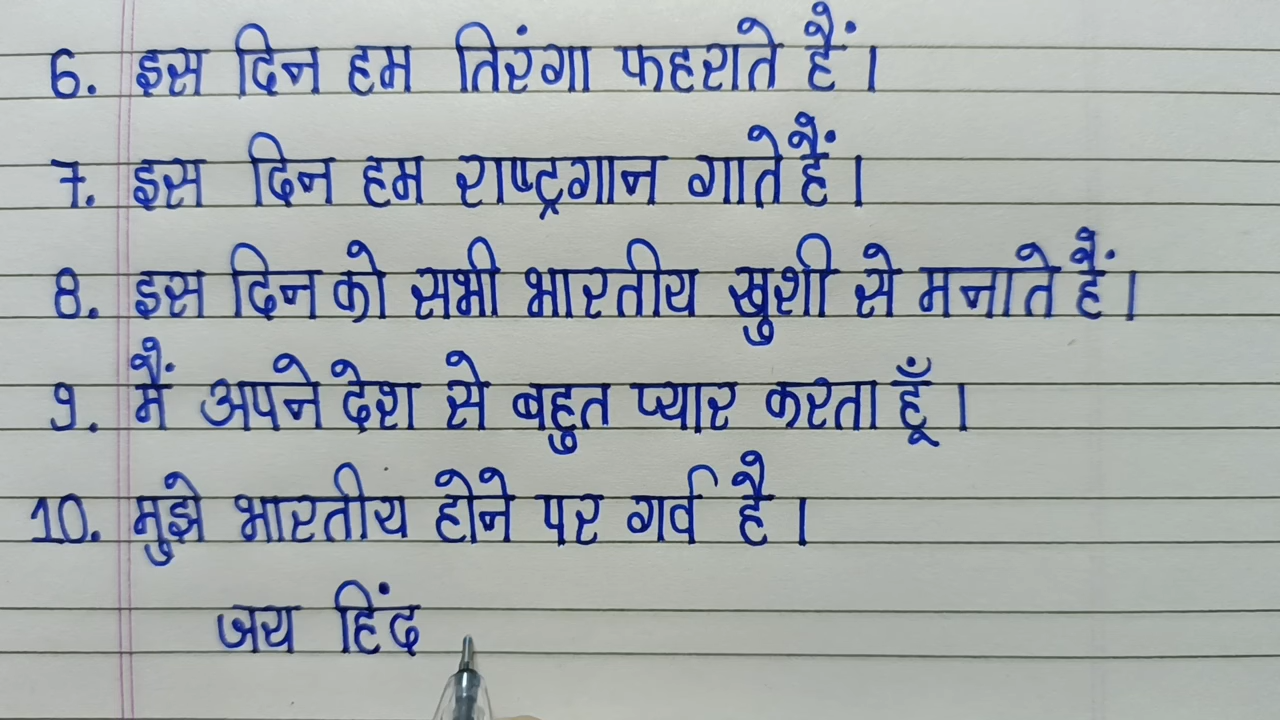 6. इस दिन हम तिरंगा फहराते हैं।
7. इस दिन हम राष्ट्रगान गाते हैं।
8. इस दिन को सभी भारतीय खुशी से मनाते हैं।
9. मैं अपने देश से बहुत प्यार करता हूँ।
10. मुझे भारतीय होने पर गर्व है।
जय हिंद